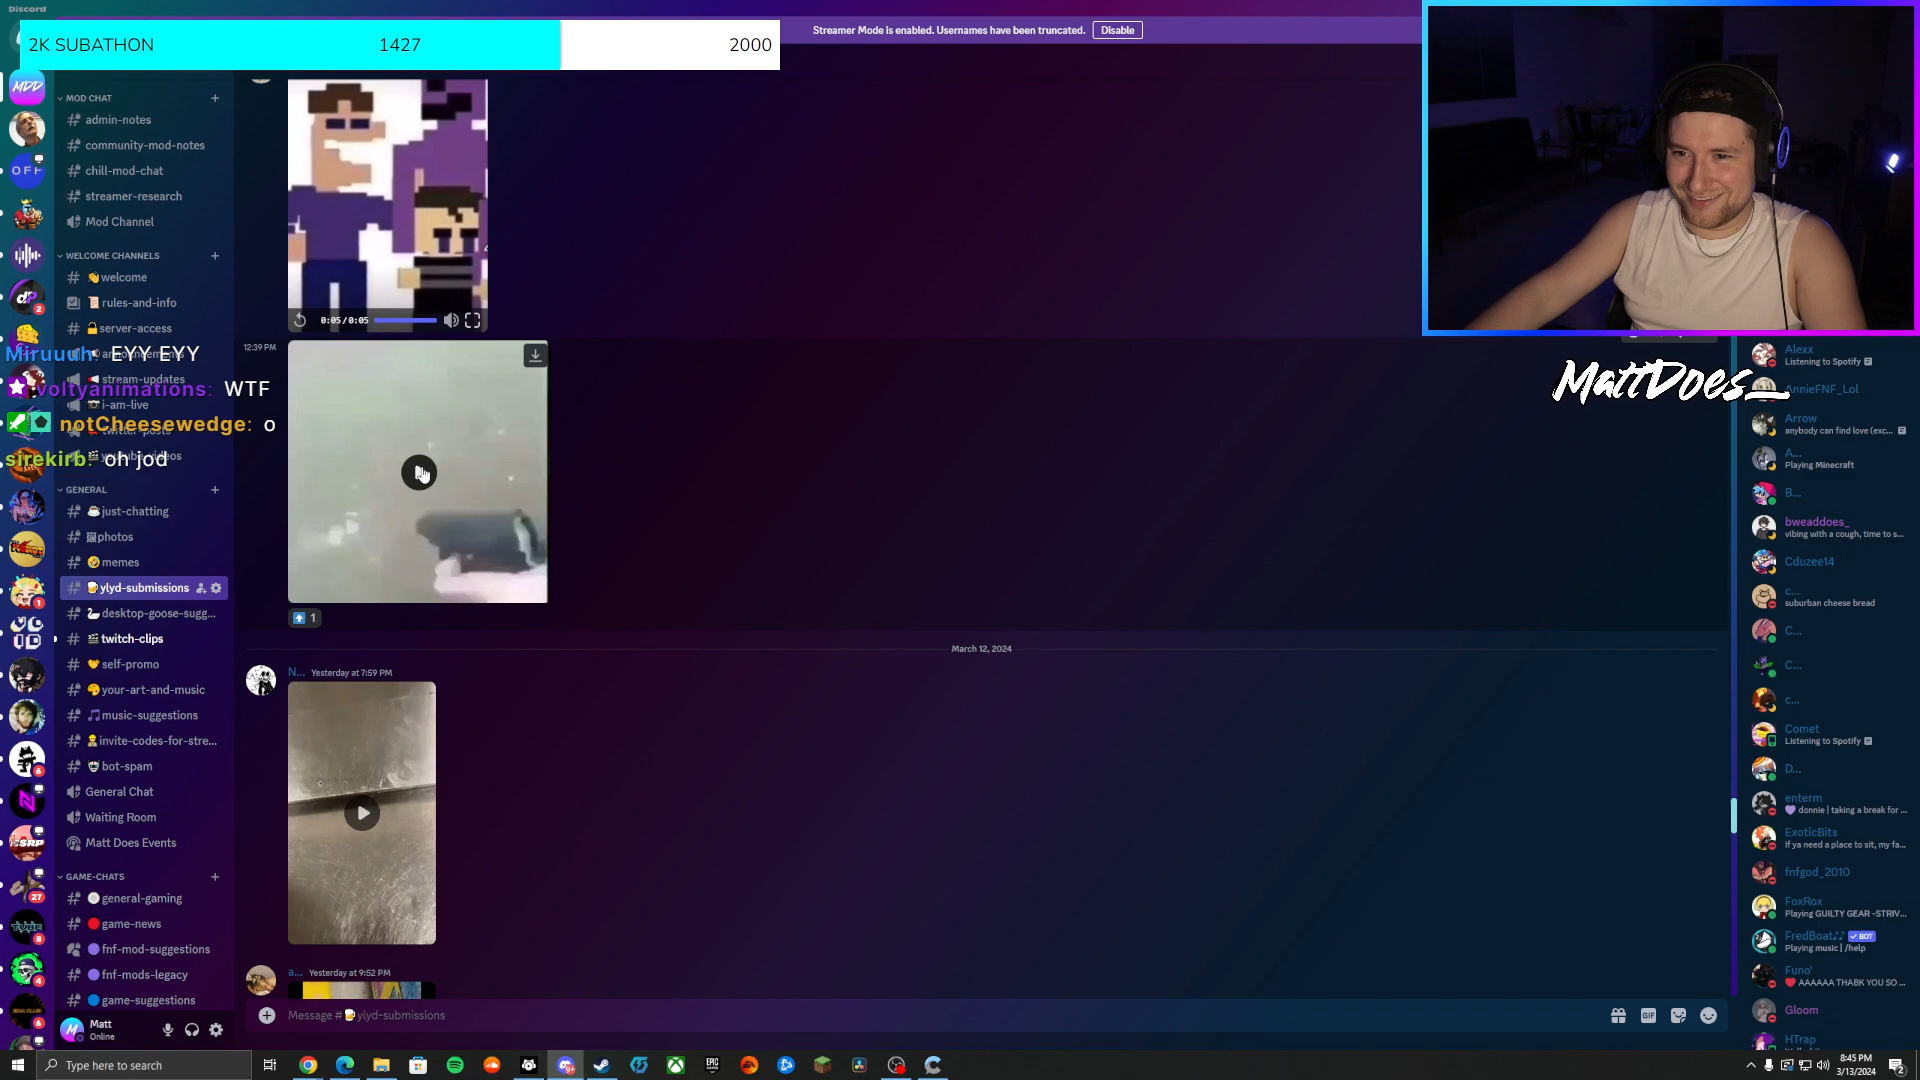 Discord
2K SUBATHON 1427 2000
Streamer Mode is enabled. Usernames have been truncated. Disable
MDD
MOD CHAT
admin-notes
community-mod-notes
chill-mod-chat
streamer-research
Mod Channel
WELCOME CHANNELS
welcome
rules-and-info
server-access
stream-updates
i-am-live
Miruuuh: EYY EYY
voltyanimations: WTF
notCheesewedge: o
sirekirb: oh jod
GENERAL
just-chatting
photos
memes
ylyd-submissions
desktop-goose-sugg...
twitch-clips
self-promo
your-art-and-music
music-suggestions
invite-codes-for-stre...
bot-spam
General Chat
Waiting Room
Matt Does Events
GAME-CHATS
general-gaming
game-news
fnf-mod-suggestions
fnf-mods-legacy
game-suggestions
Matt
Online
0:05/0:05
12:39 PM
1
March 12, 2024
N... Yesterday at 7:59 PM
a... Yesterday at 9:52 PM
Message #ylyd-submissions
GIF
MattDoes_
Alexx
Listening to Spotify
AnnieFNF_Lol
Arrow
anybody can find love (exc...
A...
Playing Minecraft
B...
bweaddoes_
vibing with a cough, time to s...
Cduzee14
c...
suburban cheese bread
C...
C...
c...
Comet
Listening to Spotify
D...
enterm
donnie | taking a break for ...
ExoticBits
If ya need a place to sit, my fa...
fnfgod_2010
FoxRox
Playing GUILTY GEAR -STRIV...
FredBoat BOT
Playing music | /help
Funo'
AAAAAA THABK YOU SO ...
Gloom
HTrap
Type here to search
8:45 PM
3/13/2024